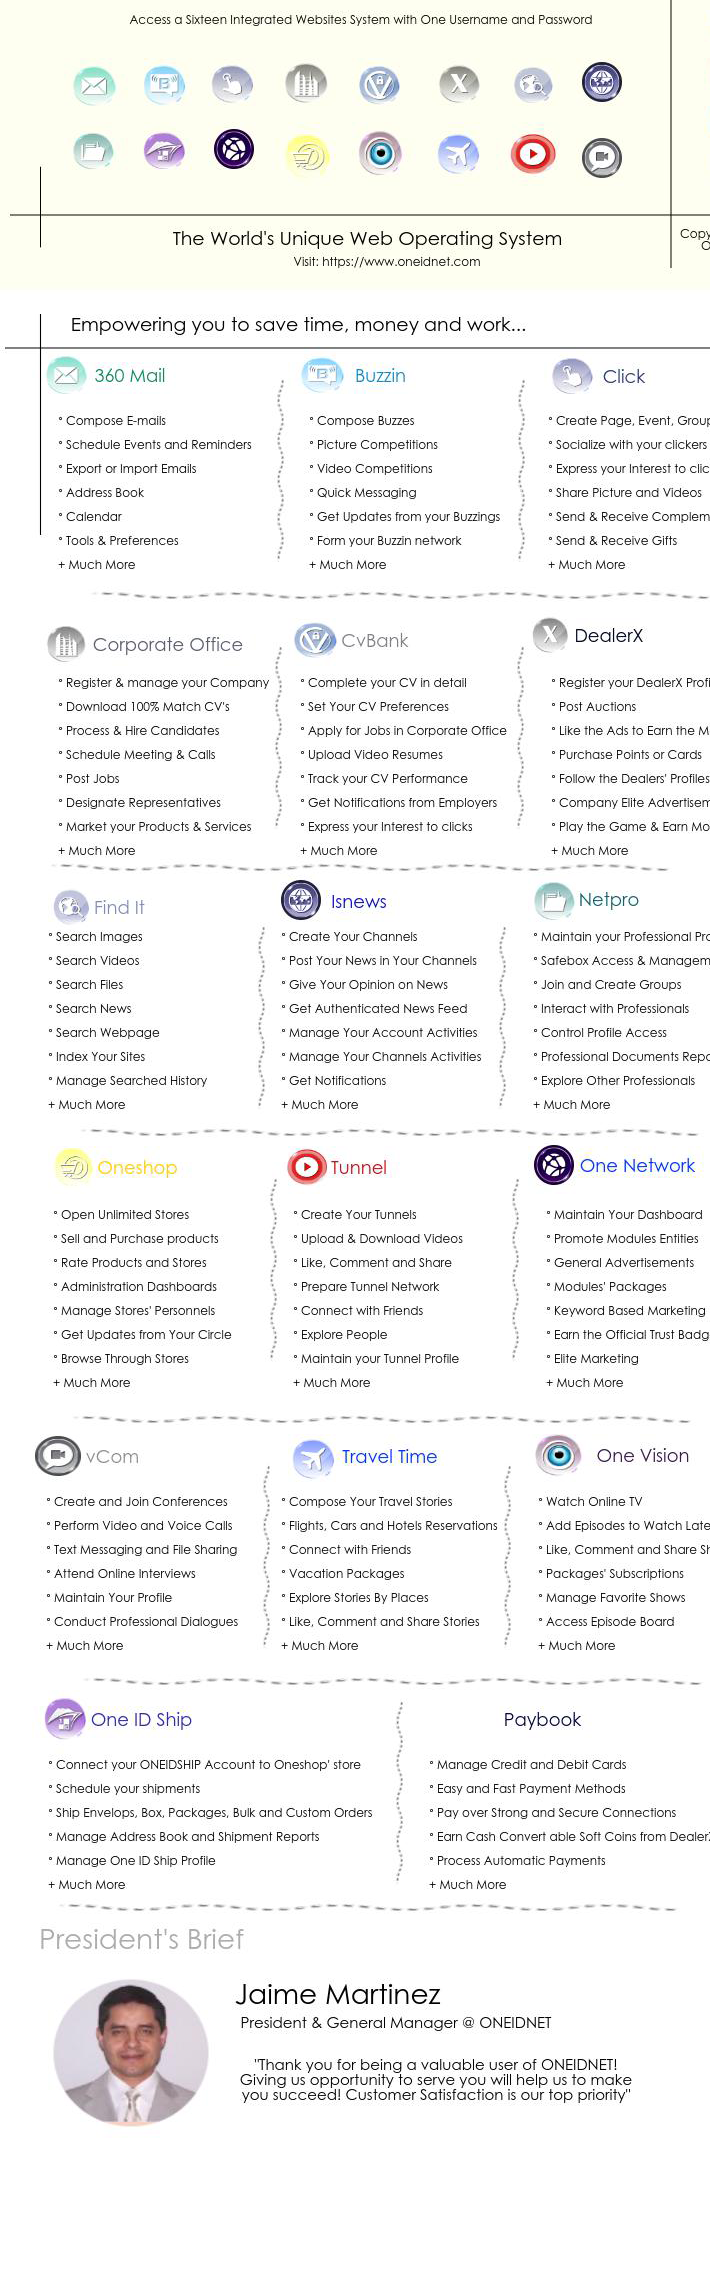 Access a Sixteen Integrated Websites System with One Username and Password
The World's Unique Web Operating System
Visit: https://www.oneidnet.com
Copy
O
Empowering you to save time, money and work...
360 Mail
° Compose E-mails
° Schedule Events and Reminders
° Export or Import Emails
° Address Book
° Calendar
° Tools & Preferences
+ Much More
Buzzin
° Compose Buzzes
° Picture Competitions
° Video Competitions
° Quick Messaging
° Get Updates from your Buzzings
° Form your Buzzin network
+ Much More
Click
° Create Page, Event, Group
° Socialize with your clickers
° Express your Interest to clic
° Share Picture and Videos
° Send & Receive Complem
° Send & Receive Gifts
+ Much More
Corporate Office
° Register & manage your Company
° Download 100% Match CV's
° Process & Hire Candidates
° Schedule Meeting & Calls
° Post Jobs
° Designate Representatives
° Market your Products & Services
+ Much More
CvBank
° Complete your CV in detail
° Set Your CV Preferences
° Apply for Jobs in Corporate Office
° Upload Video Resumes
° Track your CV Performance
° Get Notifications from Employers
° Express your Interest to clicks
+ Much More
X
DealerX
° Register your DealerX Profi
° Post Auctions
° Like the Ads to Earn the M
° Purchase Points or Cards
° Follow the Dealers' Profiles
° Company Elite Advertisem
° Play the Game & Earn Mo
+ Much More
Find It
° Search Images
° Search Videos
° Search Files
° Search News
° Search Webpage
° Index Your Sites
° Manage Searched History
+ Much More
Isnews
° Create Your Channels
° Post Your News in Your Channels
° Give Your Opinion on News
° Get Authenticated News Feed
° Manage Your Account Activities
° Manage Your Channels Activities
° Get Notifications
+ Much More
Netpro
° Maintain your Professional Pro
° Safebox Access & Managem
° Join and Create Groups
° Interact with Professionals
° Control Profile Access
° Professional Documents Repo
° Explore Other Professionals
+ Much More
Oneshop
° Open Unlimited Stores
° Sell and Purchase products
° Rate Products and Stores
° Administration Dashboards
° Manage Stores' Personnels
° Get Updates from Your Circle
° Browse Through Stores
+ Much More
Tunnel
° Create Your Tunnels
° Upload & Download Videos
° Like, Comment and Share
° Prepare Tunnel Network
° Connect with Friends
° Explore People
° Maintain your Tunnel Profile
+ Much More
One Network
° Maintain Your Dashboard
° Promote Modules Entities
° General Advertisements
° Modules' Packages
° Keyword Based Marketing
° Earn the Official Trust Badg
° Elite Marketing
+ Much More
vCom
° Create and Join Conferences
° Perform Video and Voice Calls
° Text Messaging and File Sharing
° Attend Online Interviews
° Maintain Your Profile
° Conduct Professional Dialogues
+ Much More
Travel Time
° Compose Your Travel Stories
° Flights, Cars and Hotels Reservations
° Connect with Friends
° Vacation Packages
° Explore Stories By Places
° Like, Comment and Share Stories
+ Much More
One Vision
° Watch Online TV
° Add Episodes to Watch Late
° Like, Comment and Share Sh
° Packages' Subscriptions
° Manage Favorite Shows
° Access Episode Board
+ Much More
One ID Ship
° Connect your ONEIDSHIP Account to Oneshop' store
° Schedule your shipments
° Ship Envelops, Box, Packages, Bulk and Custom Orders
° Manage Address Book and Shipment Reports
° Manage One ID Ship Profile
+ Much More
Paybook
° Manage Credit and Debit Cards
° Easy and Fast Payment Methods
° Pay over Strong and Secure Connections
° Earn Cash Convert able Soft Coins from Dealer
° Process Automatic Payments
+ Much More
President's Brief
Jaime Martinez
President & General Manager @ ONEIDNET
"Thank you for being a valuable user of ONEIDNET!
Giving us opportunity to serve you will help us to make
you succeed! Customer Satisfaction is our top priority"